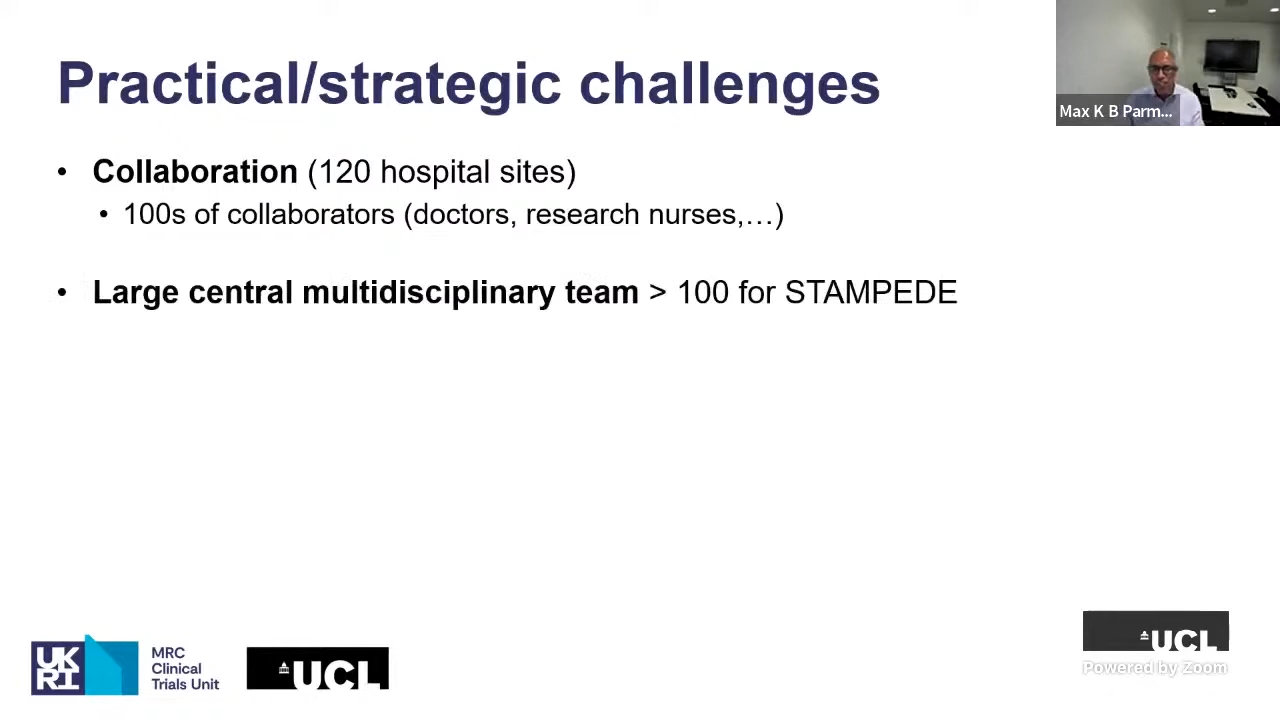 Practical/strategic challenges
Max K B Parm...
• Collaboration (120 hospital sites)
• 100s of collaborators (doctors, research nurses,…)
• Large central multidisciplinary team > 100 for STAMPEDE
UK
RI
MRC
Clinical
Trials Unit
UCL
UCL
Powered by Zoom